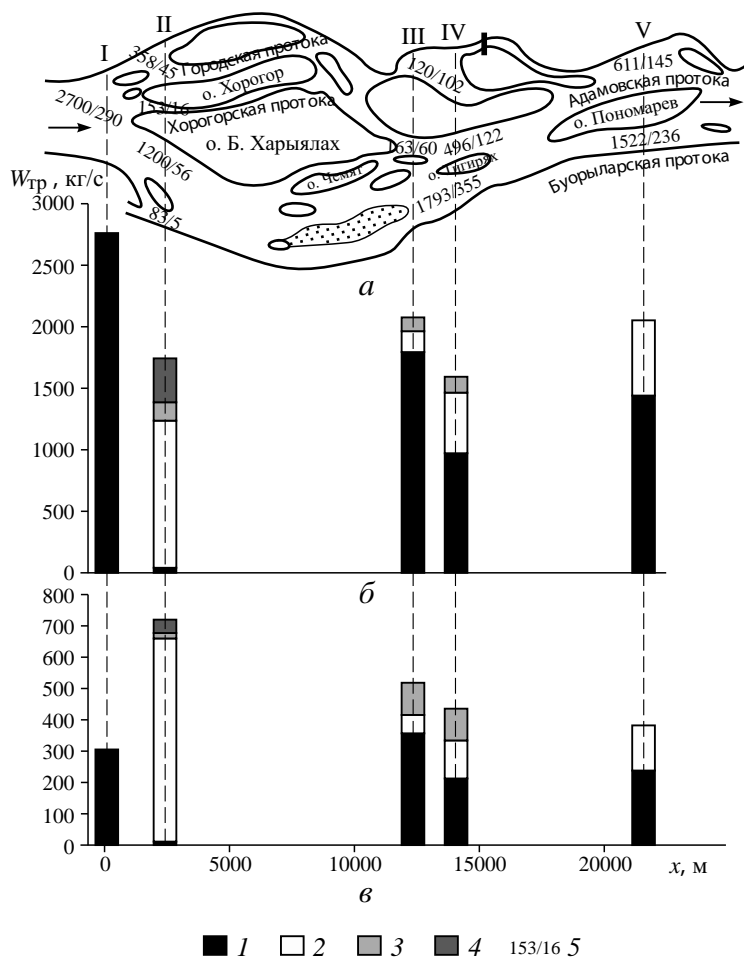 I II III IV V
358/45
Городская протока
120/102
611/145
о. Хорогор
Адамовская протока
2700/290
153/16
Хорогорская протока
о. Пономарев
о. Б. Харыялах
163/60
496/122
1522/236
1200/56
о. Тигирях
Буорыларская протока
Wтр, кг/с
о. Чемят
1793/355
83/5
3000
а
2500
2000
1500
1000
500
0
б
800
700
600
500
400
300
200
100
0
0 5000 10000 15000 20000 x, м
в
1 2 3 4 153/16 5